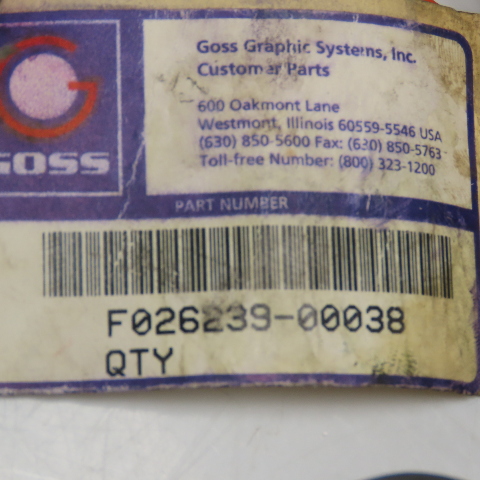 GOSS
Goss Graphic Systems, Inc.
Customer Parts
600 Oakmont Lane
Westmont, Illinois 60559-5546 USA
(630) 850-5600 Fax: (630) 850-5763
Toll-free Number: (800) 323-1200
PART NUMBER
F026239-00038
QTY